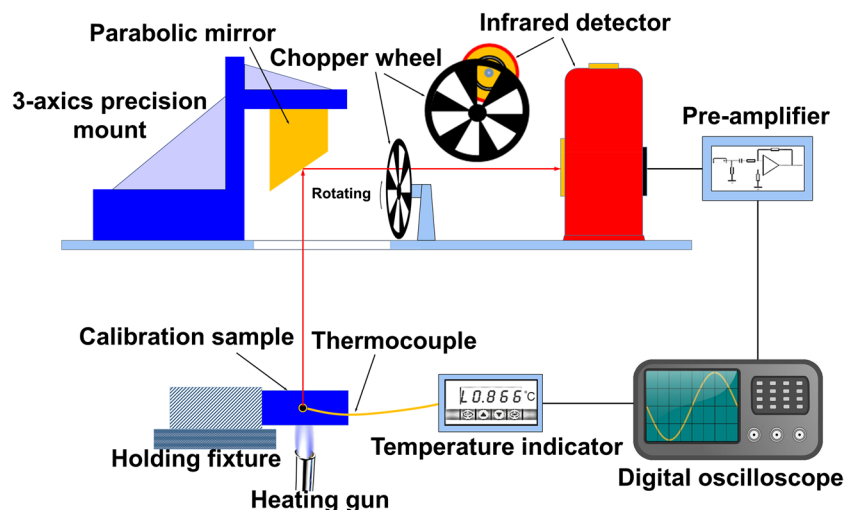 Parabolic mirror
Infrared detector
Chopper wheel
3-axics precision
mount
Pre-amplifier
Rotating
Calibration sample
Thermocouple
L0.866°C
Temperature indicator
Holding fixture
Digital oscilloscope
Heating gun